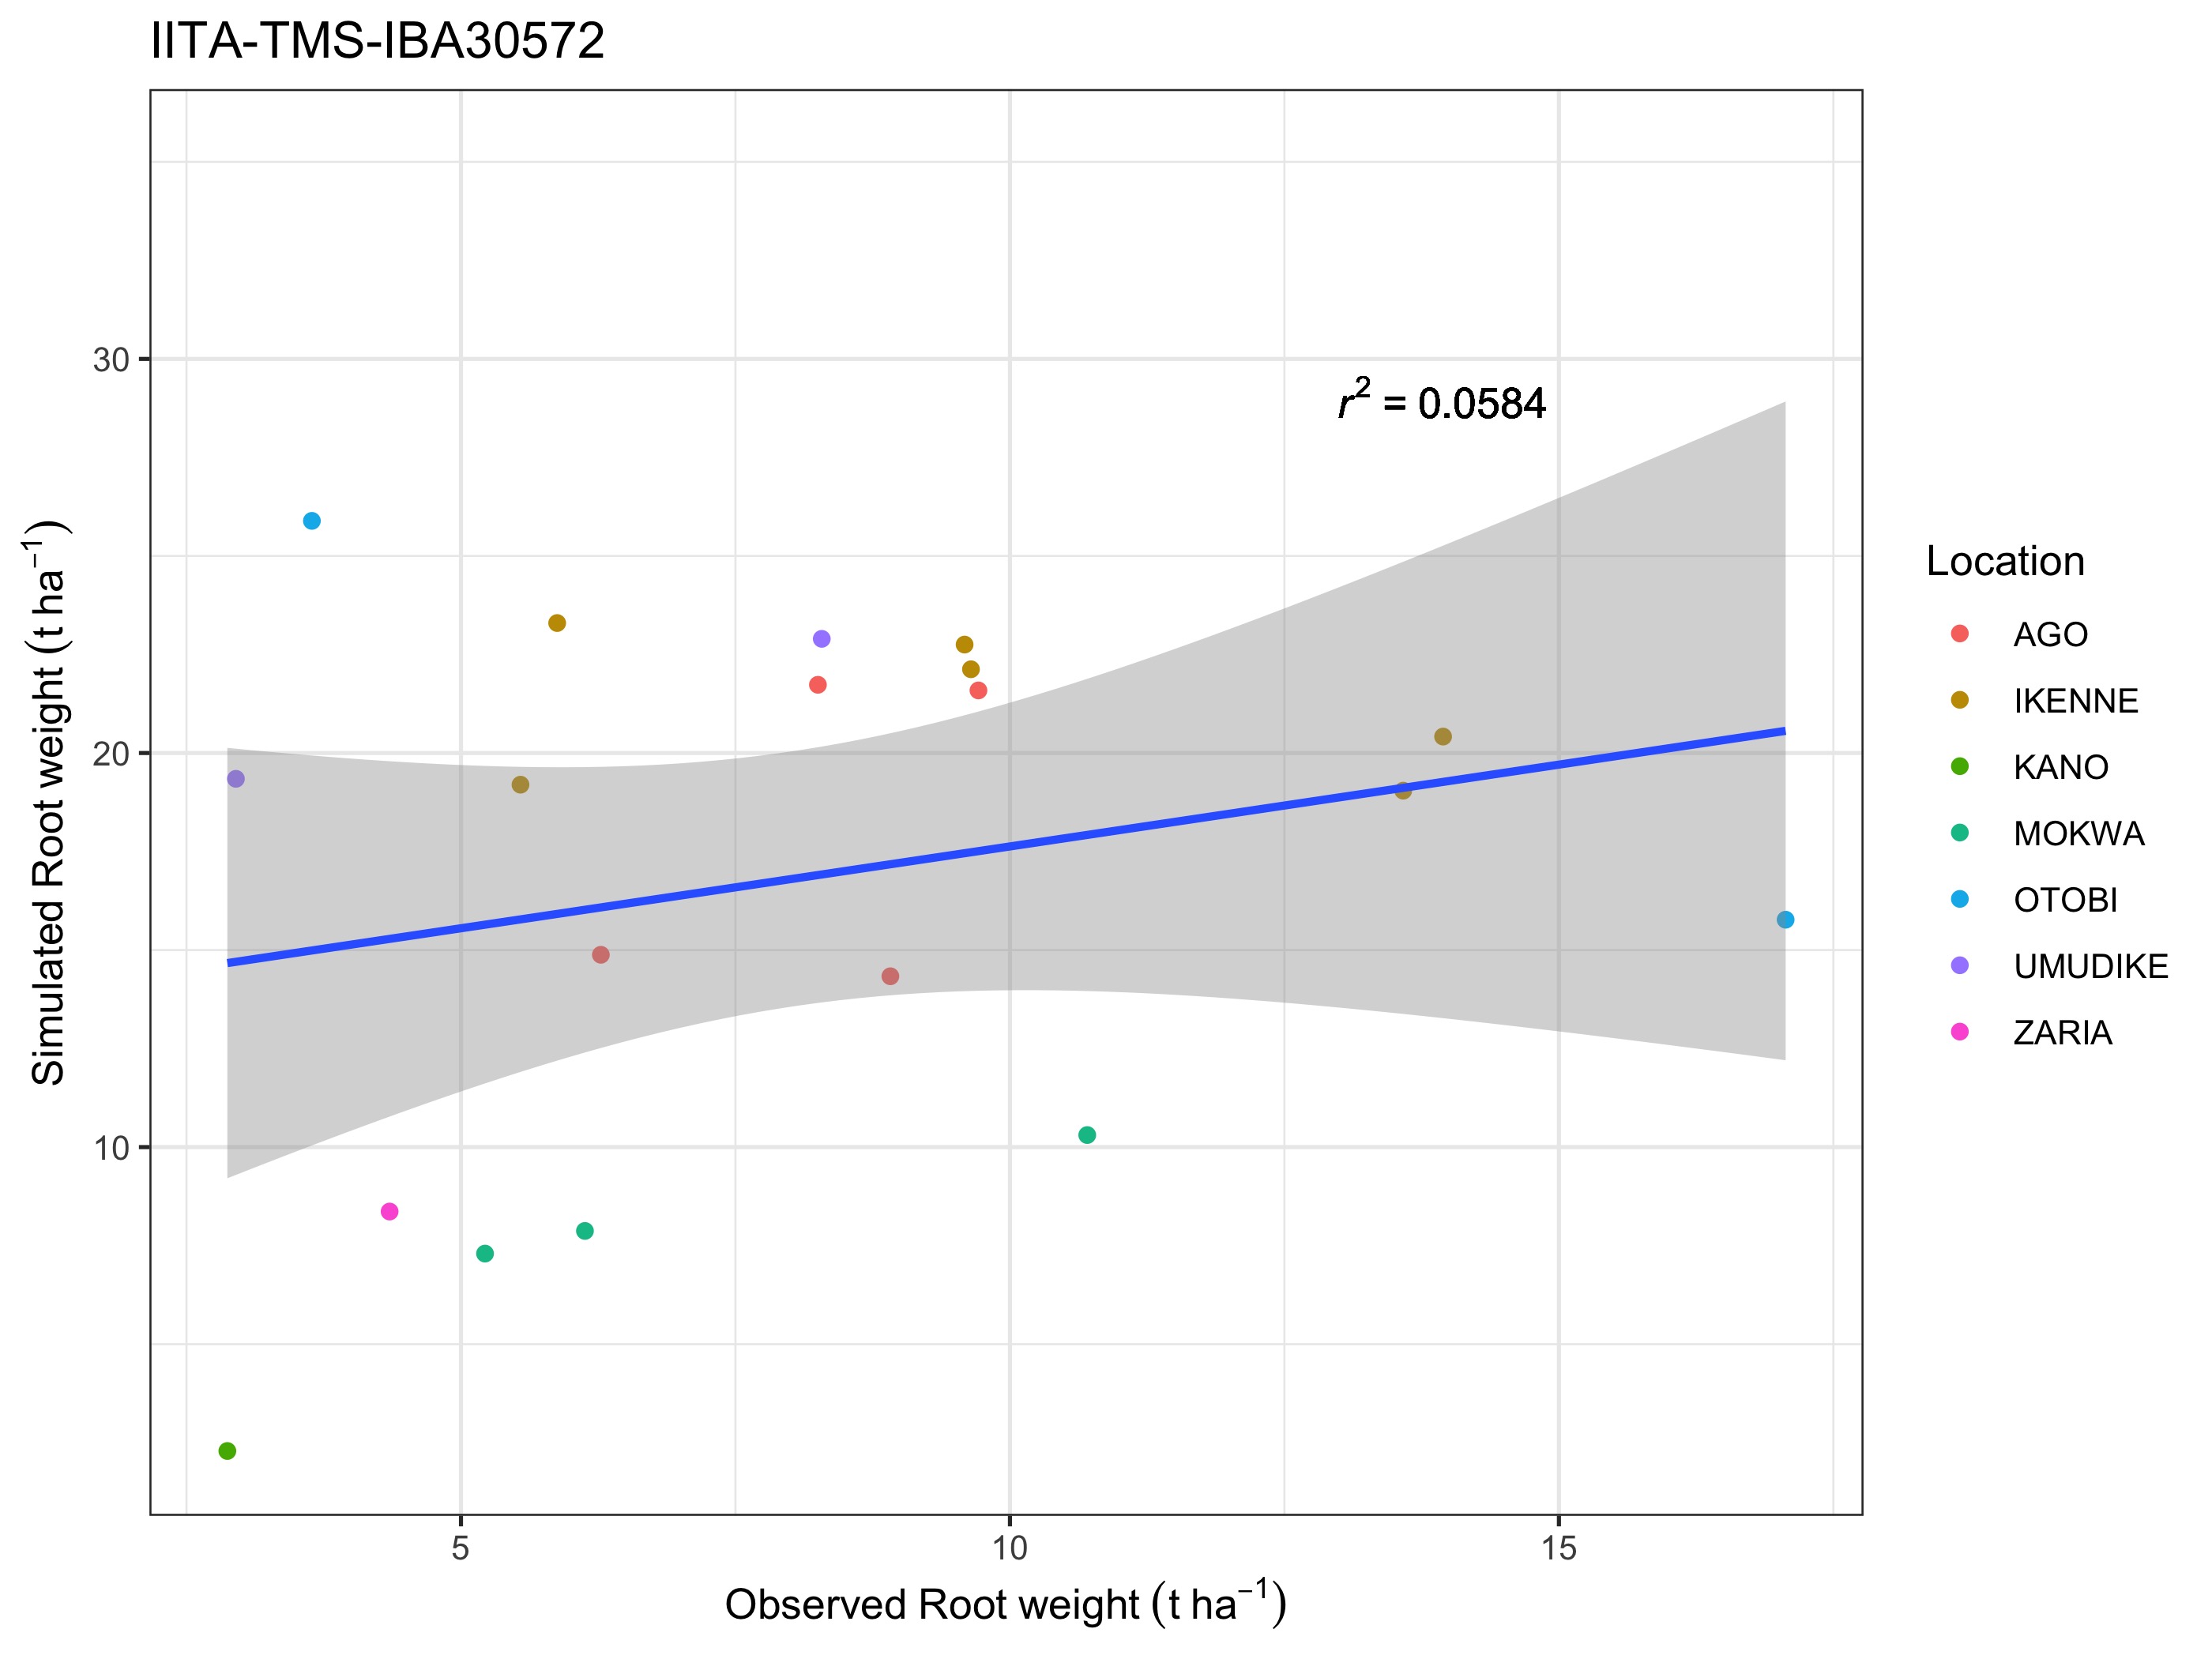 IITA-TMS-IBA30572
r² = 0.0584
30
20
10
Simulated Root weight (t ha⁻¹)
5 10 15
Observed Root weight (t ha⁻¹)
Location
AGO
IKENNE
KANO
MOKWA
OTOBI
UMUDIKE
ZARIA